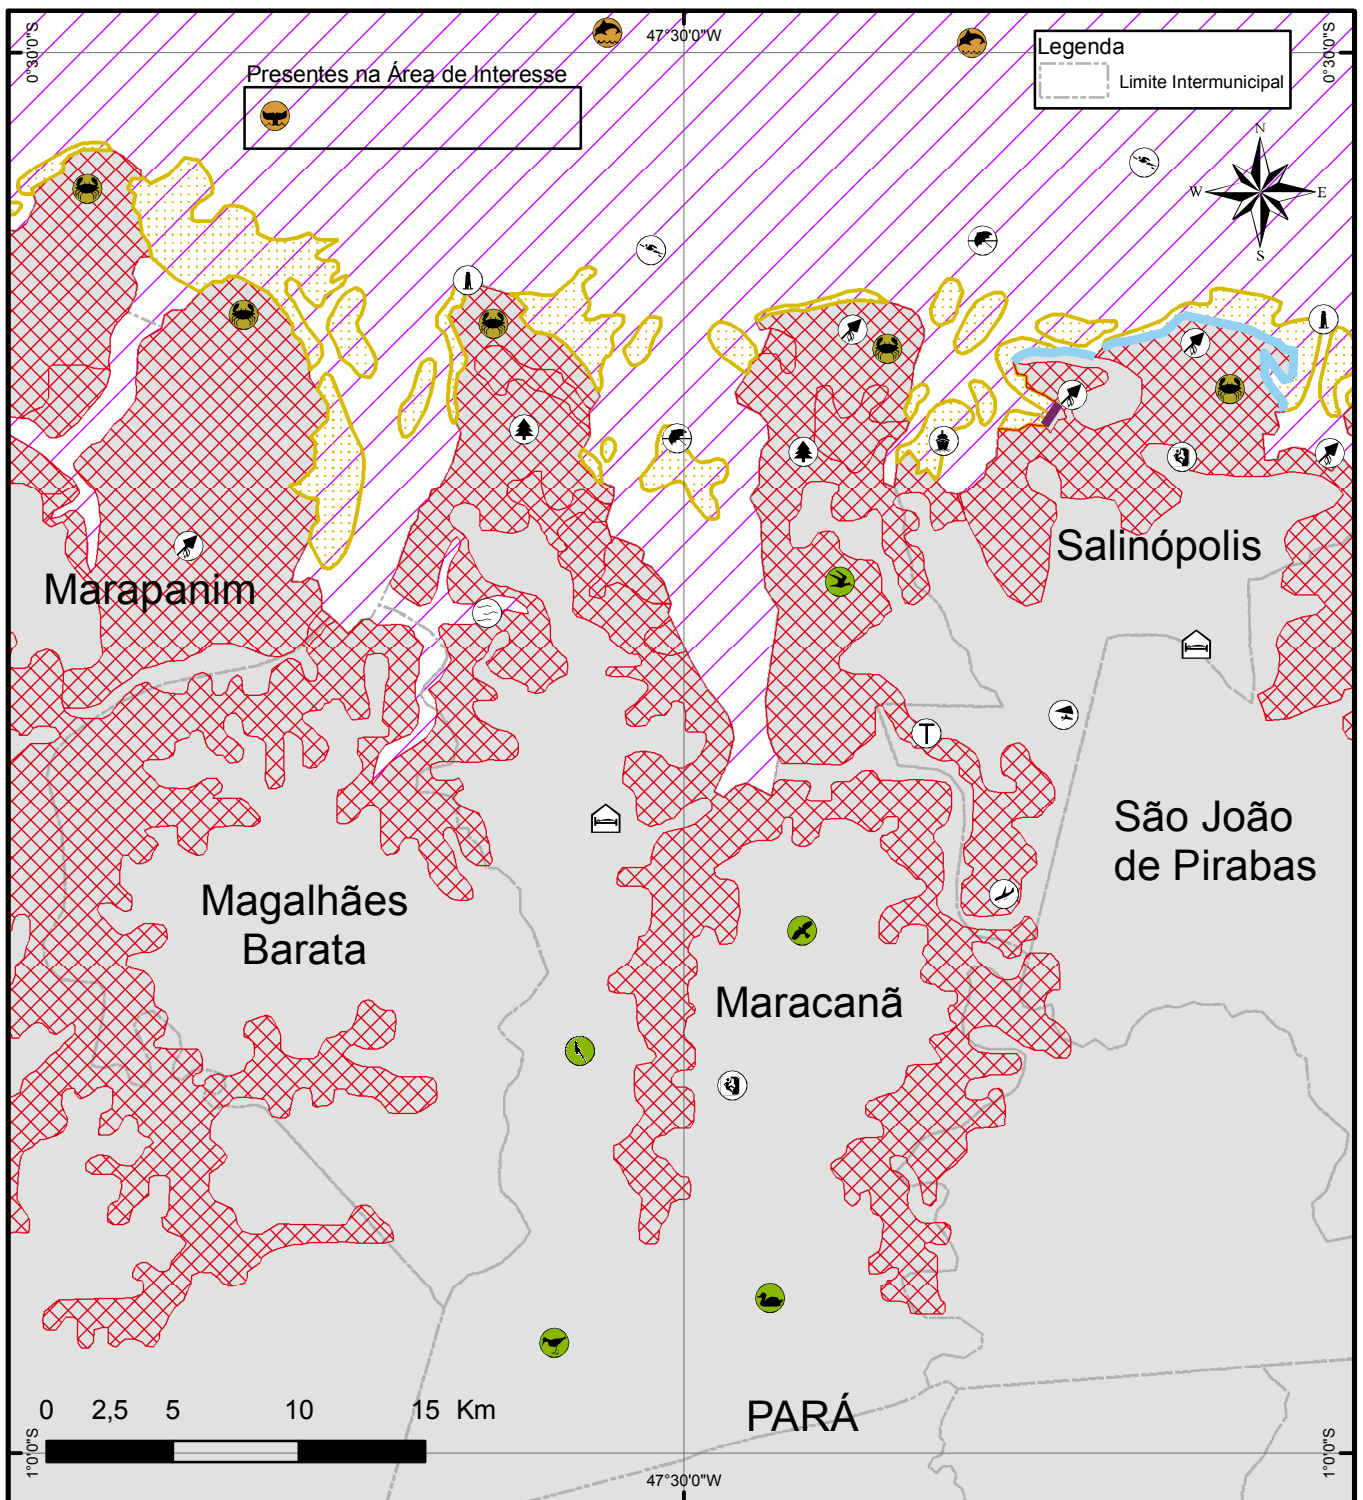 47°30'0"W
0°30'0"S
0°30'0"S
Legenda
Limite Intermunicipal
Presentes na Área de Interesse
N
W
E
S
Salinópolis
Marapanim
T
São João
de Pirabas
Magalhães
Barata
Maracanã
PARÁ
0 2,5 5 10 15 Km
1°0'0"S
1°0'0"S
47°30'0"W